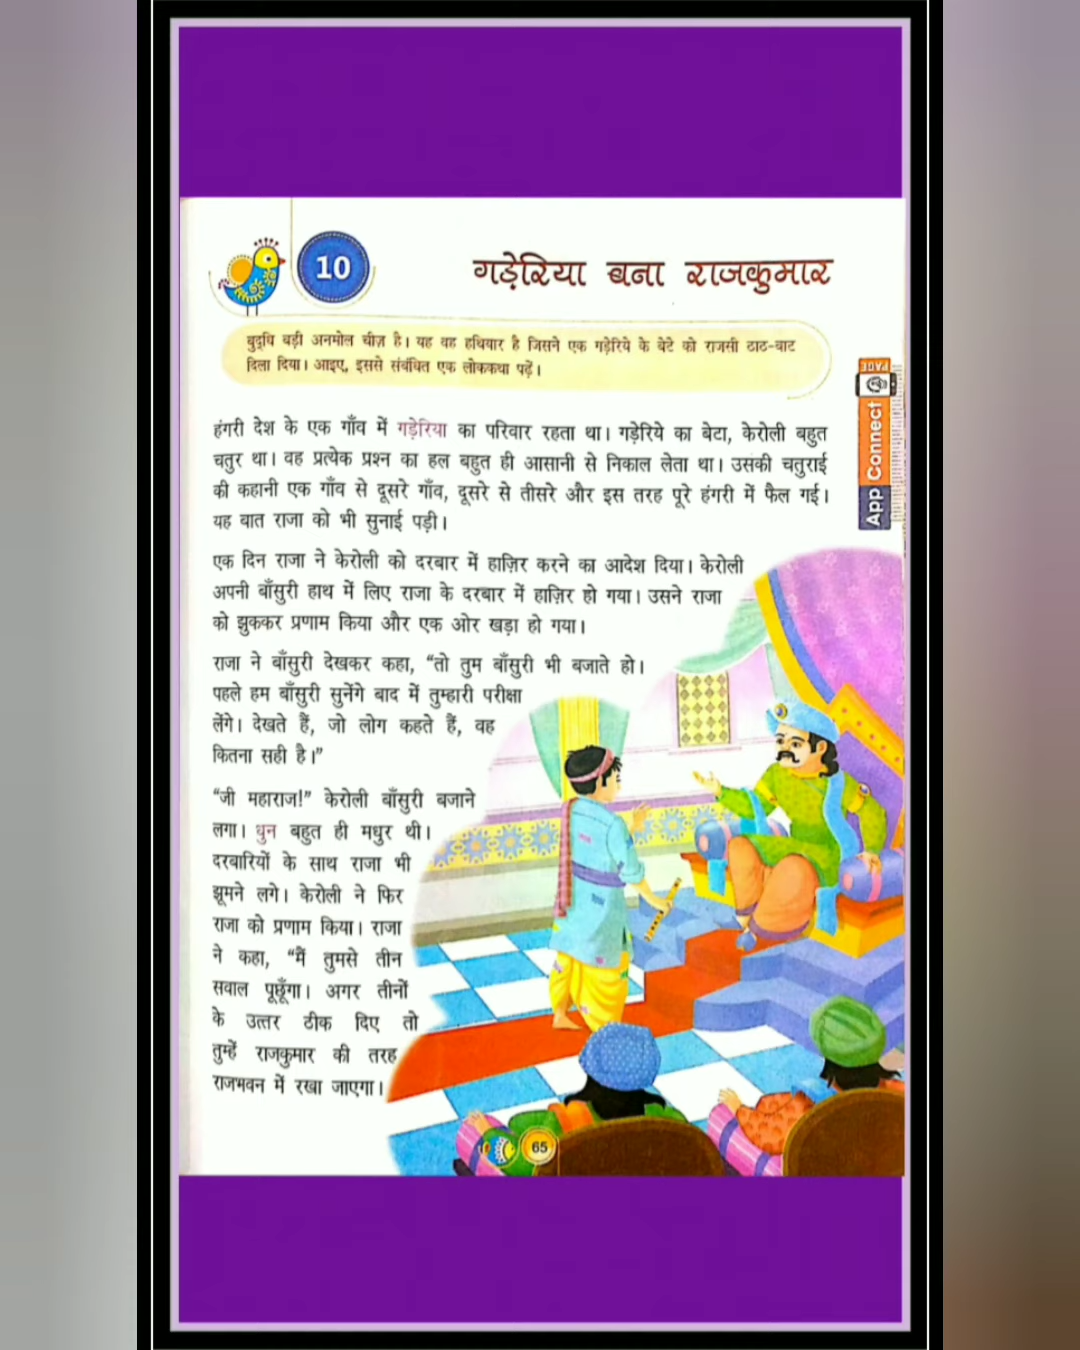 10
गड़ेरिया बना राजकुमार
बुद्धि बड़ी अनमोल चीज़ है। यह वह हथियार है जिसने एक गड़ेरिये के बेटे को राजसी ठाठ-बाट
दिला दिया। आइए, इससे संबंधित एक लोककथा पढ़ें।
PAGE
App Connect
हंगरी देश के एक गाँव में गड़ेरिया का परिवार रहता था। गड़ेरिये का बेटा, केरोली बहुत
चतुर था। वह प्रत्येक प्रश्न का हल बहुत ही आसानी से निकाल लेता था। उसकी चतुराई
की कहानी एक गाँव से दूसरे गाँव, दूसरे से तीसरे और इस तरह पूरे हंगरी में फैल गई।
यह बात राजा को भी सुनाई पड़ी।
एक दिन राजा ने केरोली को दरबार में हाज़िर करने का आदेश दिया। केरोली
अपनी बाँसुरी हाथ में लिए राजा के दरबार में हाज़िर हो गया। उसने राजा
को झुककर प्रणाम किया और एक ओर खड़ा हो गया।
राजा ने बाँसुरी देखकर कहा, “तो तुम बाँसुरी भी बजाते हो।
पहले हम बाँसुरी सुनेंगे बाद में तुम्हारी परीक्षा
लेंगे। देखते हैं, जो लोग कहते हैं, वह
कितना सही है।”
“जी महाराज!” केरोली बाँसुरी बजाने
लगा। धुन बहुत ही मधुर थी।
दरबारियों के साथ राजा भी
झूमने लगे। केरोली ने फिर
राजा को प्रणाम किया। राजा
ने कहा, “मैं तुमसे तीन
सवाल पूछूँगा। अगर तीनों
के उत्तर ठीक दिए तो
तुम्हें राजकुमार की तरह
राजभवन में रखा जाएगा।
65